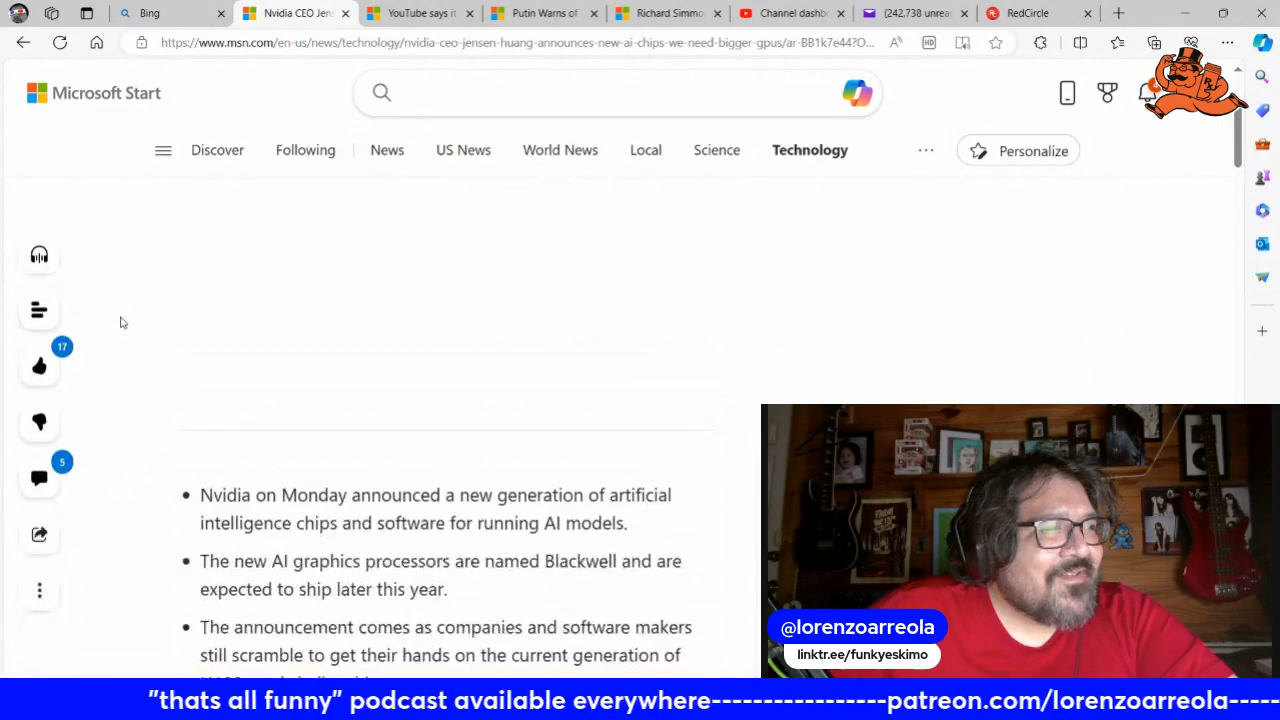 Bing
Nvidia CEO Jens
YouTube says it
Putin Warns of
Richard Simmo
Channel dashb
(242,738 unrea
RedCircle
https://www.msn.com/en-us/news/technology/nvidia-ceo-jensen-huang-announces-new-ai-chips-we-need-bigger-gpus/ar-BB1k7e44?O...
Microsoft Start
Discover
Following
News
US News
World News
Local
Science
Technology
Personalize
17
5
• Nvidia on Monday announced a new generation of artificial
intelligence chips and software for running AI models.
• The new AI graphics processors are named Blackwell and are
expected to ship later this year.
• The announcement comes as companies and software makers
still scramble to get their hands on the current generation of
@lorenzoarreola
linktr.ee/funkyeskimo
"thats all funny" podcast available everywhere-----------------patreon.com/lorenzoarreola-----